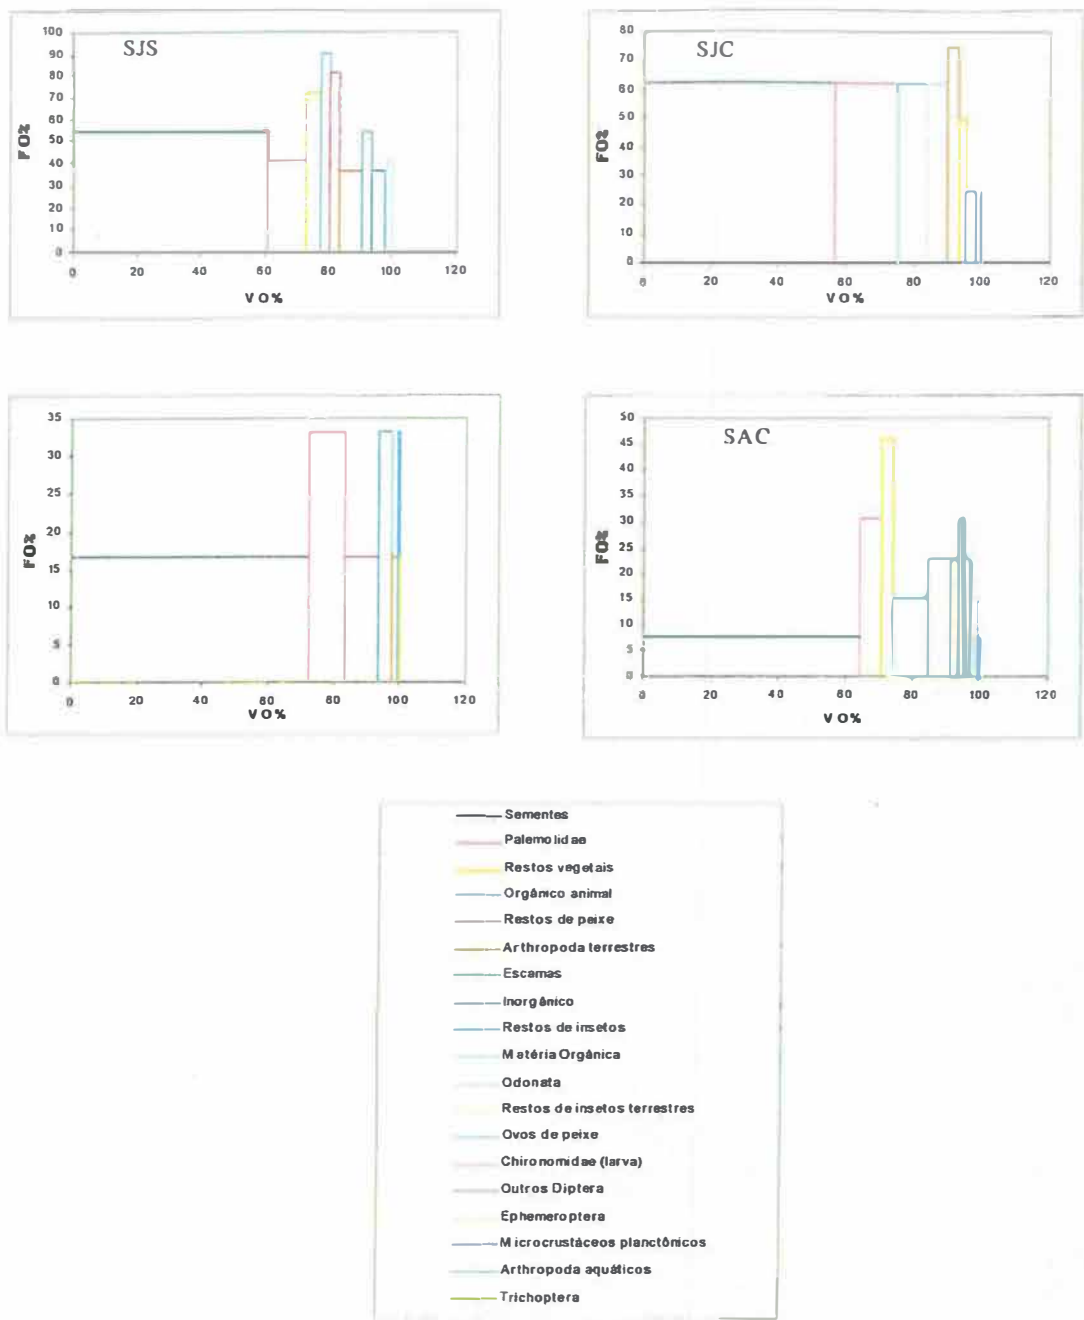 SJS
100
90
80
70
60
50
40
30
20
10
0
FO%
0 20 40 60 80 100 120
VO%
SJC
80
70
60
50
40
30
20
10
0
FO%
0 20 40 60 80 100 120
VO%
35
30
25
20
15
10
5
0
FO%
0 20 40 60 80 100 120
VO%
SAC
50
45
40
35
30
25
20
15
10
5
0
FO%
0 20 40 60 80 100 120
VO%
Sementes
Palemolidae
Restos vegetais
Orgânico animal
Restos de peixe
Arthropoda terrestres
Escamas
Inorgânico
Restos de insetos
Matéria Orgânica
Odonata
Restos de insetos terrestres
Ovos de peixe
Chironomidae (larva)
Outros Diptera
Ephemeroptera
Microcrustáceos planctônicos
Arthropoda aquáticos
Trichoptera